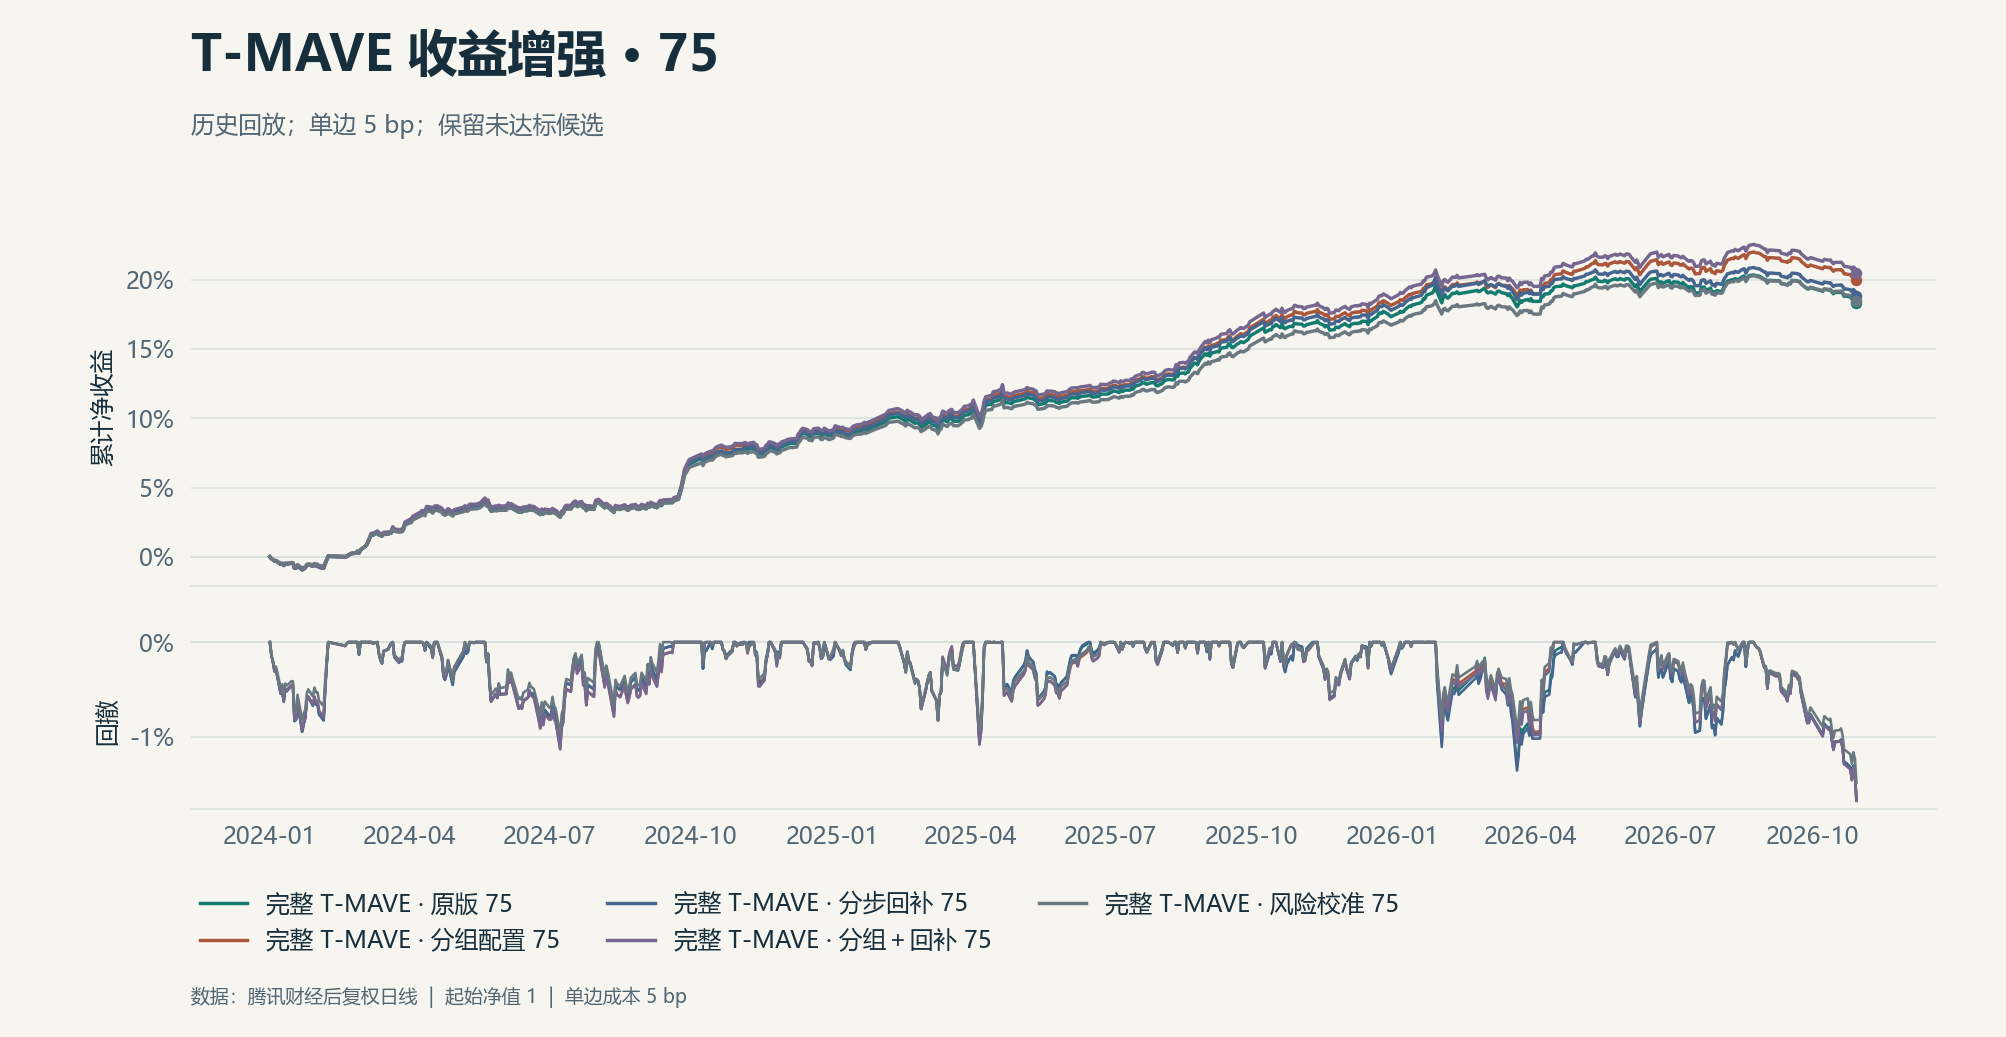 T-MAVE 收益增强 • 75
历史回放；单边 5 bp；保留未达标候选
累计净收益
20%
15%
10%
5%
0%
回撤
0%
-1%
2024-01 2024-04 2024-07 2024-10 2025-01 2025-04 2025-07 2025-10 2026-01 2026-04 2026-07 2026-10
完整 T-MAVE · 原版 75 完整 T-MAVE · 分步回补 75 完整 T-MAVE · 风险校准 75
完整 T-MAVE · 分组配置 75 完整 T-MAVE · 分组 + 回补 75
数据：腾讯财经后复权日线 | 起始净值 1 | 单边成本 5 bp